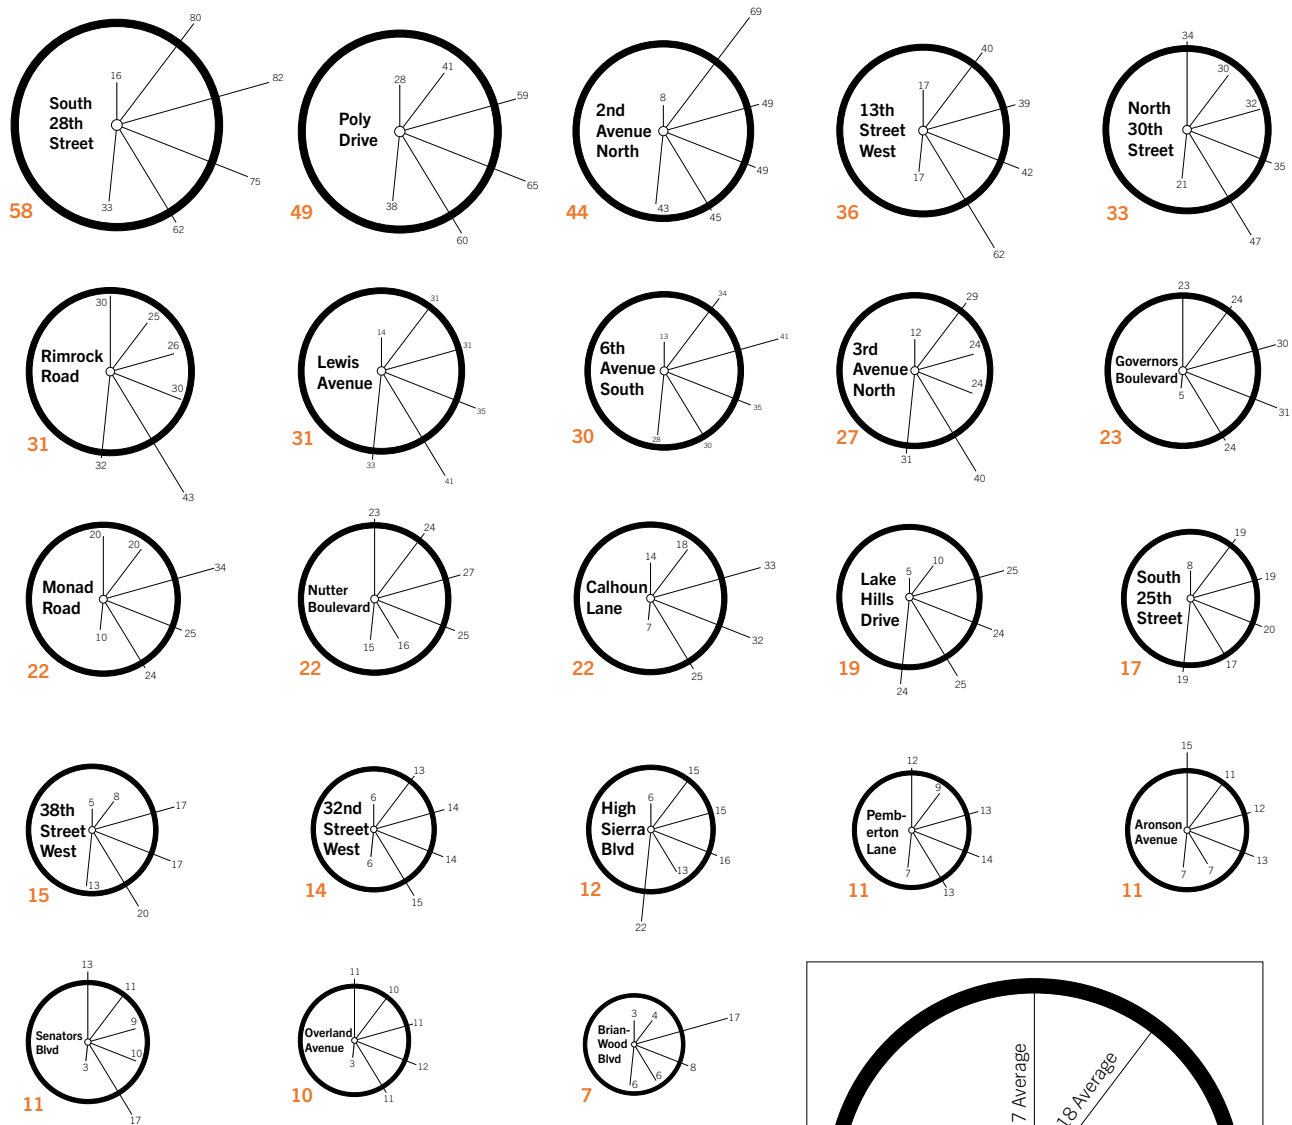 80
16
82
South
28th
Street
75
33
62
58
28
41
59
Poly
Drive
65
38
60
49
69
8
49
2nd
Avenue
North
49
43
45
44
40
17
39
13th
Street
West
42
17
62
36
34
30
32
North
30th
Street
35
21
47
33
30
25
26
Rimrock
Road
30
32
43
31
31
14
31
Lewis
Avenue
35
33
41
31
34
13
41
6th
Avenue
South
35
28
30
30
29
12
24
3rd
Avenue
North
24
31
40
27
23
24
30
Governors
Boulevard
31
5
24
23
20
20
34
Monad
Road
25
10
24
22
23
24
27
Nutter
Boulevard
25
15
16
22
14
18
33
Calhoun
Lane
32
7
25
22
5
10
25
Lake
Hills
Drive
24
24
25
19
8
19
19
South
25th
Street
20
19
17
17
5
8
17
38th
Street
West
17
13
20
15
6
13
14
32nd
Street
West
14
6
15
14
6
15
15
High
Sierra
Blvd
16
22
13
12
12
9
13
Pemb-
erton
Lane
14
7
13
11
15
11
12
Aronson
Avenue
13
7
7
11
13
11
9
Senators
Blvd
10
3
17
11
11
10
11
Overland
Avenue
12
3
11
10
3
4
17
Brian-
Wood
Blvd
8
6
6
7
7 Average
18 Average